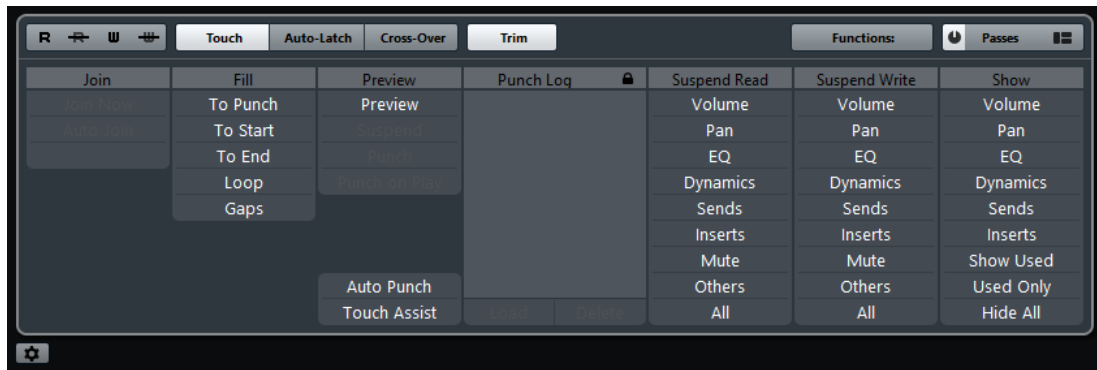 R R W W Touch Auto-Latch Cross-Over Trim Functions: Passes
Join Fill Preview Punch Log Suspend Read Suspend Write Show
Join Now To Punch Preview Volume Volume Volume
Auto Join To Start Suspend Pan Pan Pan
To End Punch EQ EQ EQ
Loop Punch on Play Dynamics Dynamics Dynamics
Gaps Sends Sends Sends
Inserts Inserts Inserts
Mute Mute Show Used
Auto Punch Others Others Used Only
Touch Assist Load Delete All All Hide All